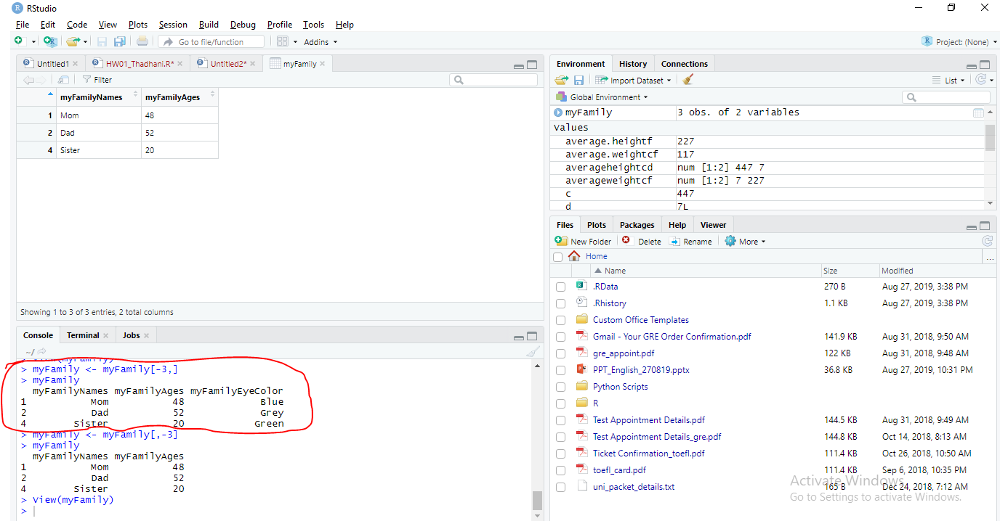 RStudio
File Edit Code View Plots Session Build Debug Profile Tools Help
Go to file/function Addins Project: (None)
Untitled1 HW01_Thadhani.R* Untitled2* myFamily
Filter
myFamilyNames myFamilyAges
1 Mom 48
2 Dad 52
4 Sister 20
Showing 1 to 3 of 3 entries, 2 total columns
Console Terminal Jobs
~/
> View(myFamily)
> myFamily <- myFamily[-3,]
> myFamily
myFamilyNames myFamilyAges myFamilyEyeColor
1 Mom 48 Blue
2 Dad 52 Grey
4 Sister 20 Green
> myFamily <- myFamily[,-3]
> myFamily
myFamilyNames myFamilyAges
1 Mom 48
2 Dad 52
4 Sister 20
> View(myFamily)
>
Environment History Connections
Import Dataset List
Global Environment
myFamily 3 obs. of 2 variables
Values
average.heightf 227
average.weightcf 117
averageheightcd num [1:2] 447 7
averageweightcf num [1:2] 7 227
c 447
d 7L
Files Plots Packages Help Viewer
New Folder Delete Rename More
Home ...
Name Size Modified
.RData 270 B Aug 27, 2019, 3:38 PM
.Rhistory 1.1 KB Aug 27, 2019, 3:38 PM
Custom Office Templates
Gmail - Your GRE Order Confirmation.pdf 141.9 KB Aug 31, 2018, 9:50 AM
gre_appoint.pdf 122 KB Aug 31, 2018, 9:48 AM
PPT_English_270819.pptx 36.8 KB Aug 27, 2019, 10:31 PM
Python Scripts
R
Test Appointment Details.pdf 144.5 KB Aug 31, 2018, 9:49 AM
Test Appointment Details_gre.pdf 144.8 KB Oct 14, 2018, 8:13 AM
Ticket Confirmation_toefl.pdf 111.4 KB Oct 26, 2018, 10:50 AM
toefl_card.pdf 111.4 KB Sep 6, 2018, 10:35 PM
uni_packet_details.txt 165 B Dec 24, 2018, 7:12 AM
Activate Windows
Go to Settings to activate Windows.